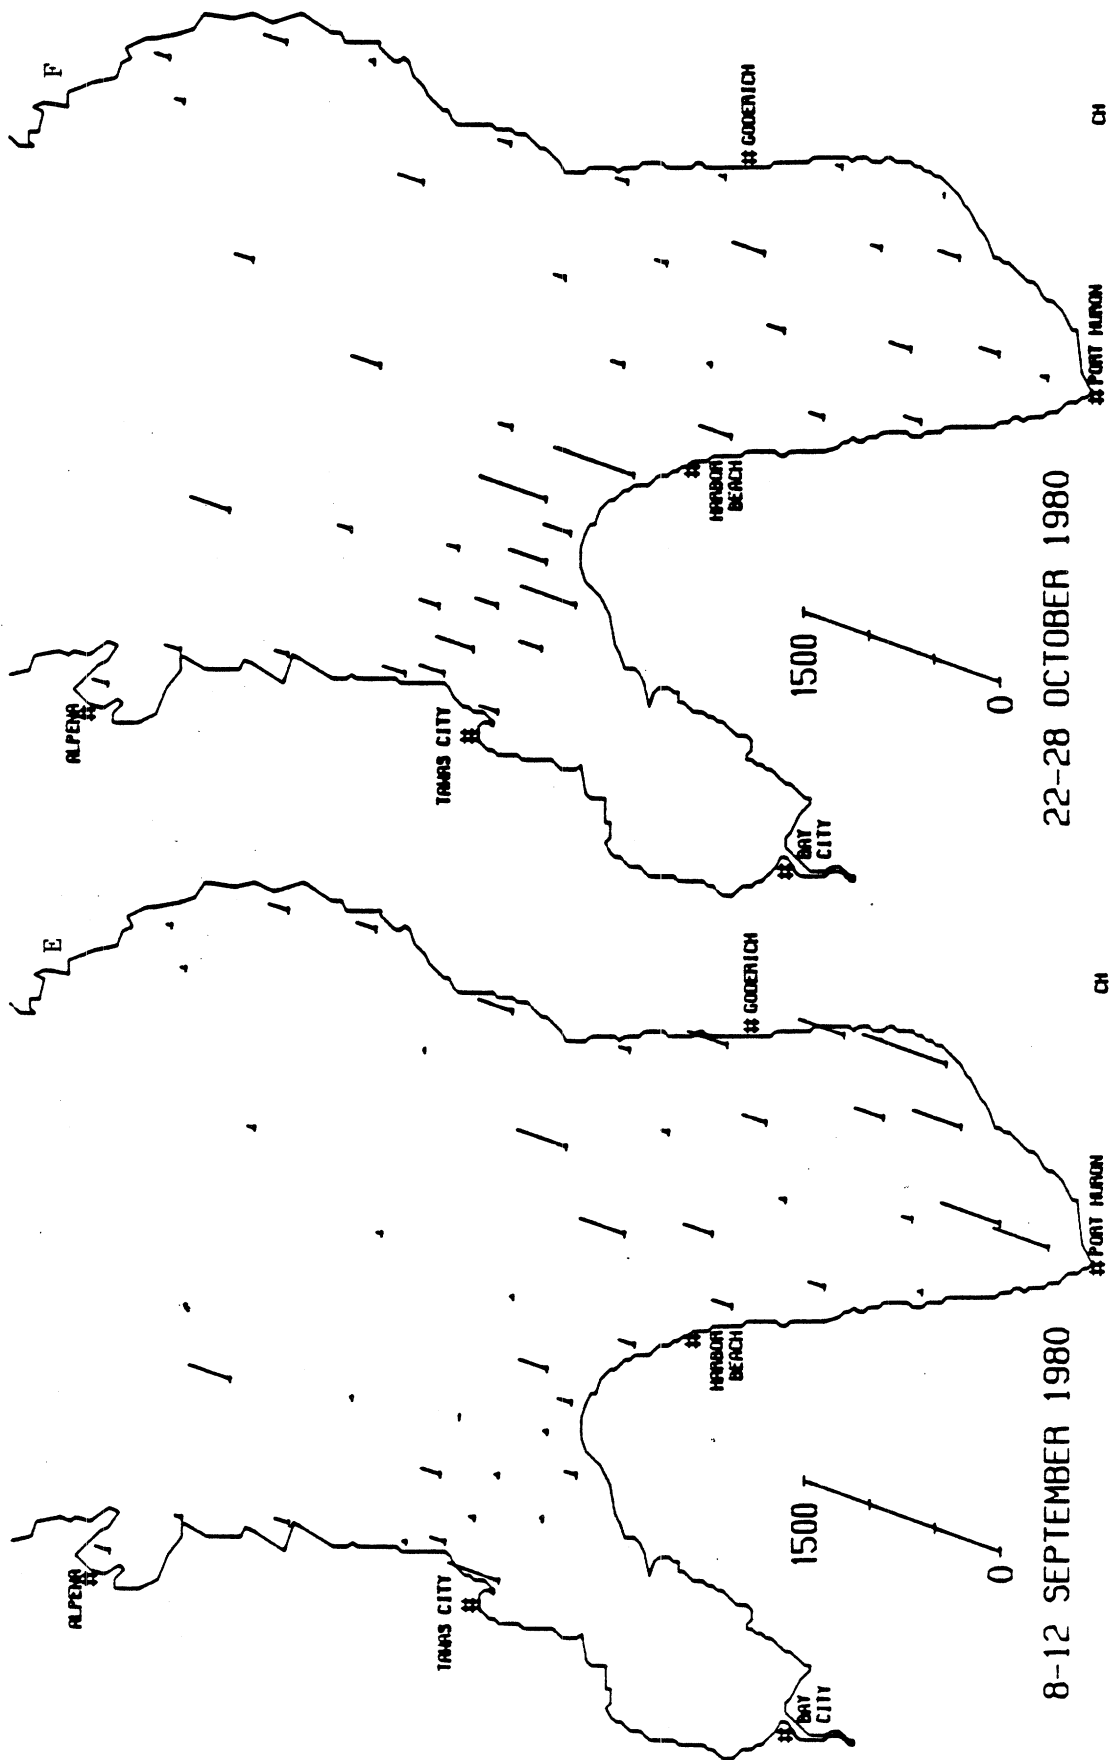 E
ALPENA
##
TAWAS CITY
##
## GODERICH
HARBOR
BEACH
##
## BAY
CITY
## PORT HURON
1500
0
8-12 SEPTEMBER 1980
CH
F
ALPENA
##
TAWAS CITY
##
## GODERICH
HARBOR
BEACH
##
## BAY
CITY
## PORT HURON
1500
0
22-28 OCTOBER 1980
CH